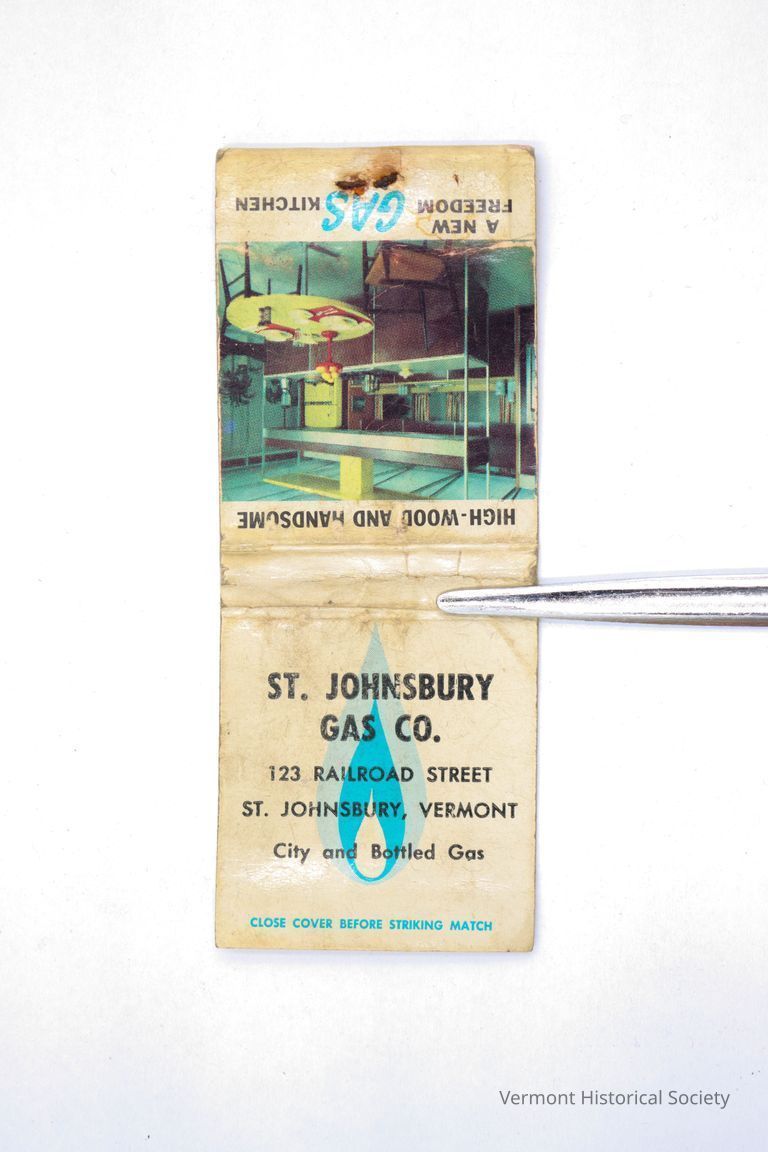 A NEW
FREEDOM GAS KITCHEN
HIGH-WOOD AND HANDSOME
ST. JOHNSBURY
GAS CO.
123 RAILROAD STREET
ST. JOHNSBURY, VERMONT
City and Bottled Gas
CLOSE COVER BEFORE STRIKING MATCH
Vermont Historical Society